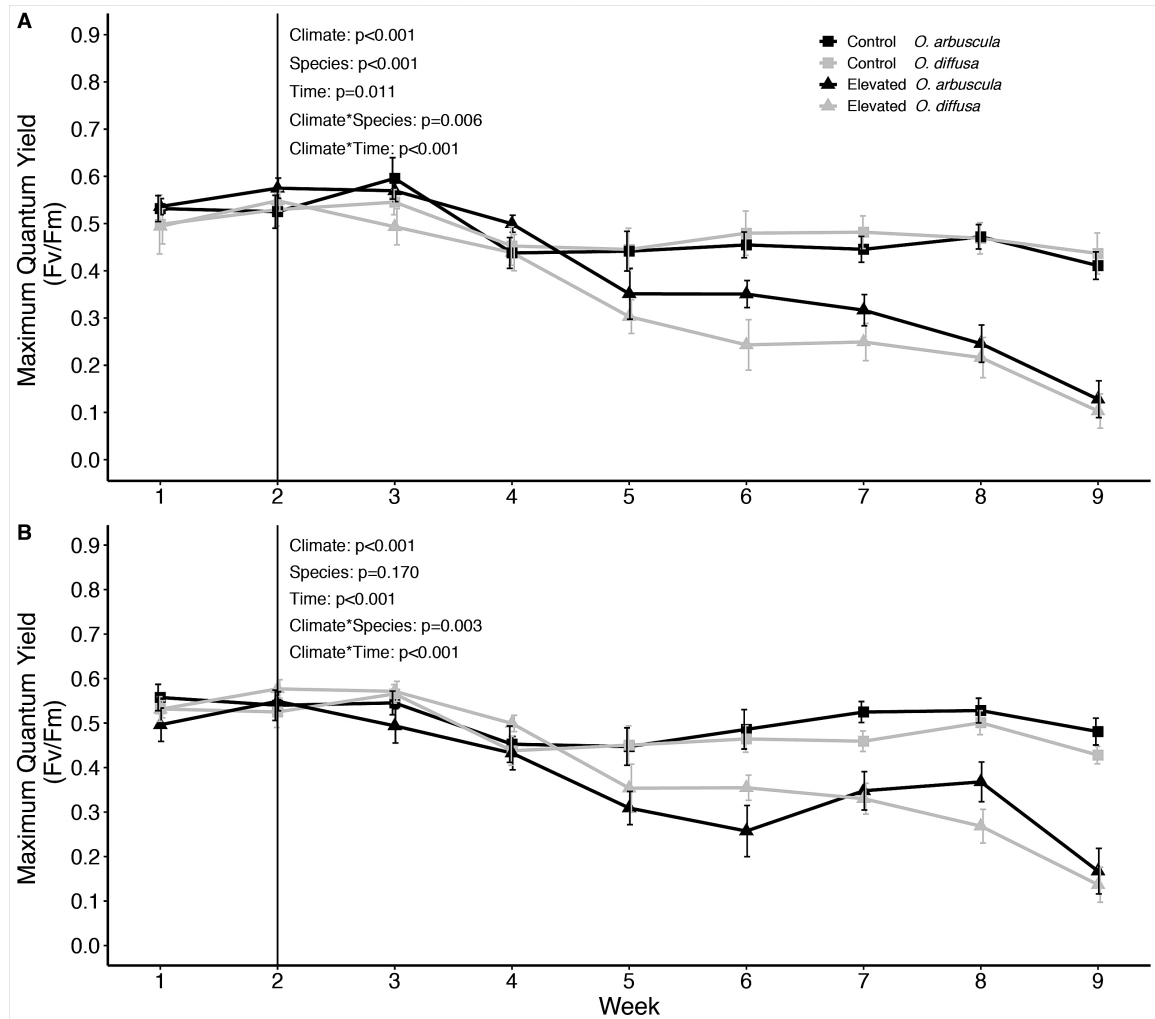 A
Maximum Quantum Yield
(Fv/Fm)
0.9
0.8
0.7
0.6
0.5
0.4
0.3
0.2
0.1
0.0
Climate: p<0.001
Species: p<0.001
Time: p=0.011
Climate*Species: p=0.006
Climate*Time: p<0.001
Control O. arbuscula
Control O. diffusa
Elevated O. arbuscula
Elevated O. diffusa
1 2 3 4 5 6 7 8 9
B
Maximum Quantum Yield
(Fv/Fm)
0.9
0.8
0.7
0.6
0.5
0.4
0.3
0.2
0.1
0.0
Climate: p<0.001
Species: p=0.170
Time: p<0.001
Climate*Species: p=0.003
Climate*Time: p<0.001
1 2 3 4 5 6 7 8 9
Week